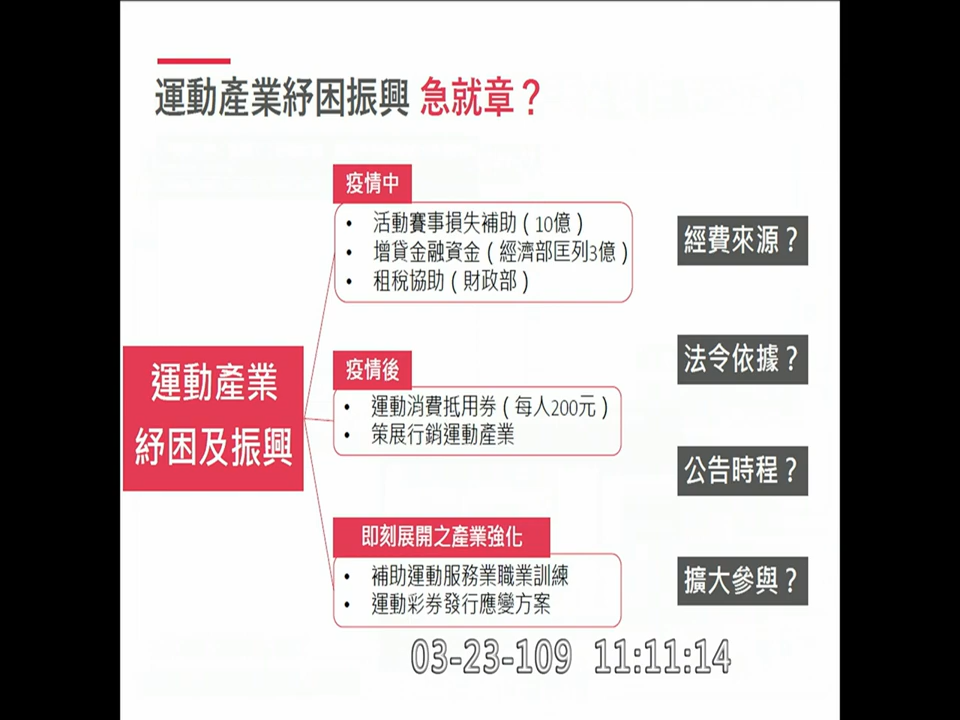 運動產業紓困振興 急就章？
疫情中
• 活動賽事損失補助（10億）
• 增貸金融資金（經濟部匡列3億）
• 租稅協助（財政部）
經費來源？
運動產業
紓困及振興
疫情後
• 運動消費抵用券（每人200元）
• 策展行銷運動產業
法令依據？
公告時程？
即刻展開之產業強化
• 補助運動服務業職業訓練
• 運動彩券發行應變方案
擴大參與？
03-23-109 11:11:14